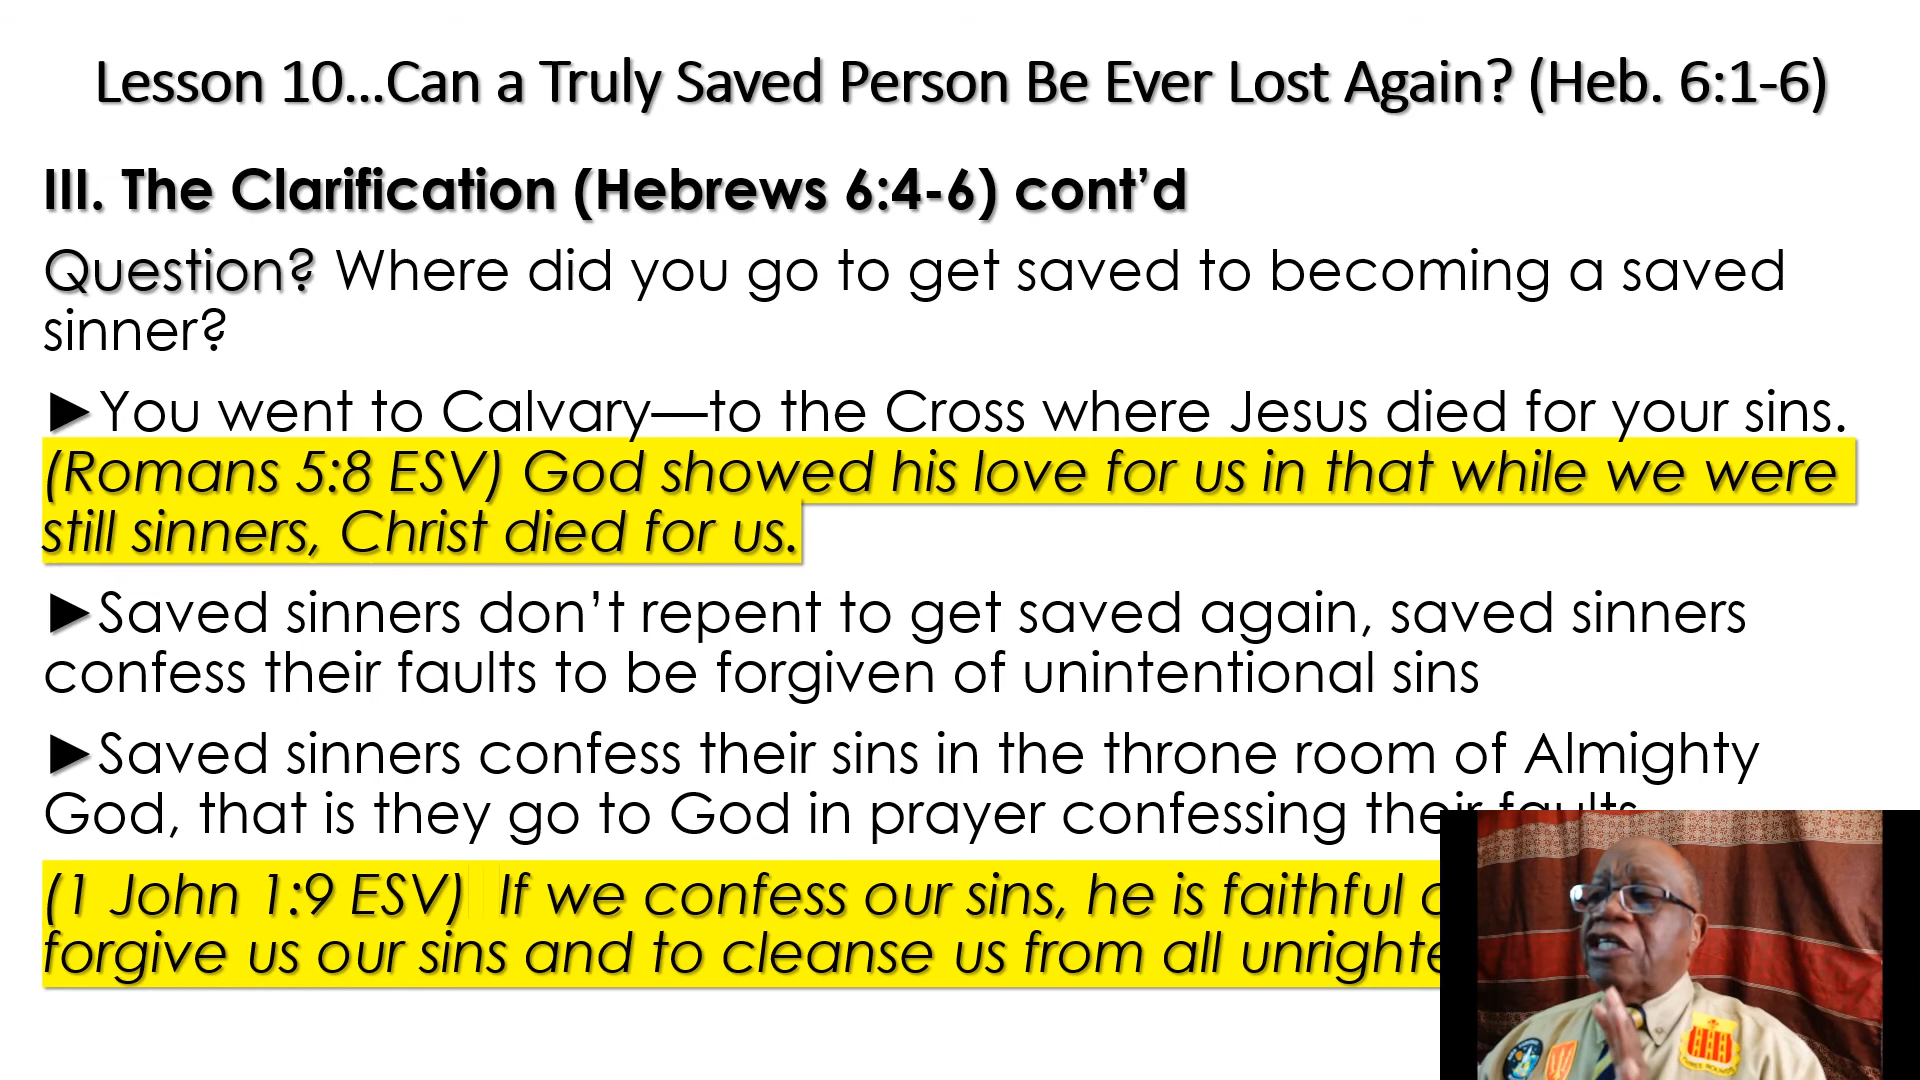 Lesson 10...Can a Truly Saved Person Be Ever Lost Again? (Heb. 6:1-6)
III. The Clarification (Hebrews 6:4-6) cont’d
Question? Where did you go to get saved to becoming a saved
sinner?
►You went to Calvary—to the Cross where Jesus died for your sins.
(Romans 5:8 ESV) God showed his love for us in that while we were
still sinners, Christ died for us.
►Saved sinners don’t repent to get saved again, saved sinners
confess their faults to be forgiven of unintentional sins
►Saved sinners confess their sins in the throne room of Almighty
God, that is they go to God in prayer confessing their faults
(1 John 1:9 ESV) If we confess our sins, he is faithful
forgive us our sins and to cleanse us from all